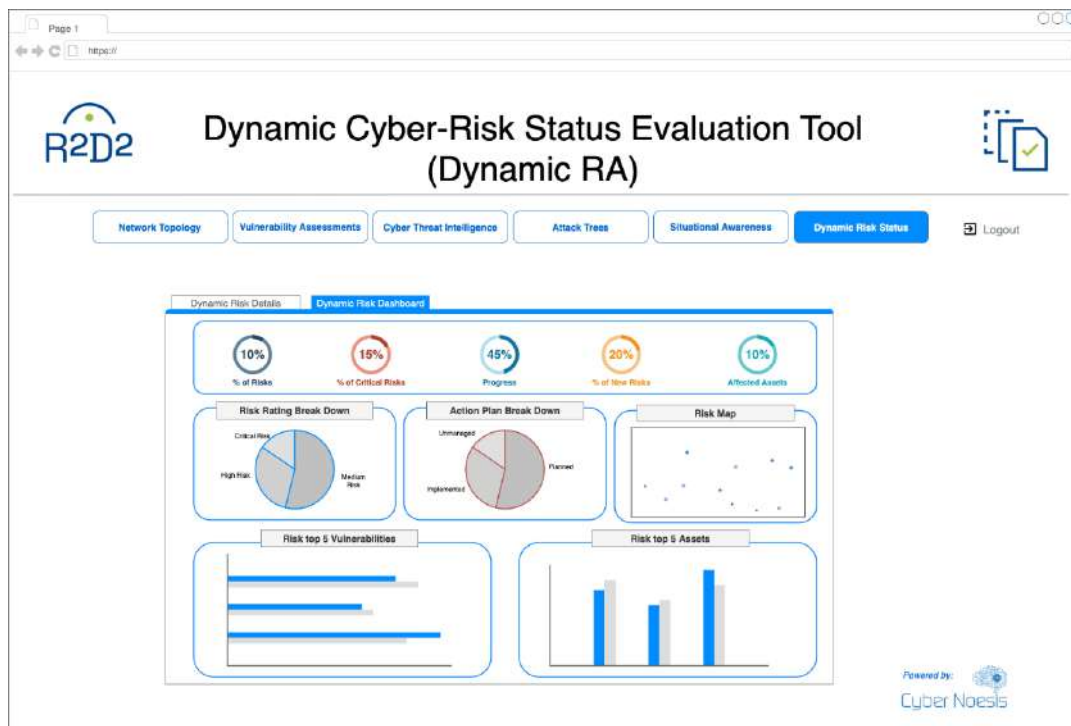 Page 1
https://
R2D2
Dynamic Cyber-Risk Status Evaluation Tool
(Dynamic RA)
Network Topology
Vulnerability Assessments
Cyber Threat Intelligence
Attack Trees
Situational Awareness
Dynamic Risk Status
Logout
Dynamic Risk Details
Dynamic Risk Dashboard
10%
15%
45%
20%
10%
% of Risks
% of Critical Risks
Progress
% of New Risks
Affected Assets
Risk Rating Break Down
Critical Risk
High Risk
Medium
Risk
Action Plan Break Down
Unmanaged
Planned
Implemented
Risk Map
Risk top 5 Vulnerabilities
Risk top 5 Assets
Powered by:
Cyber Noesis